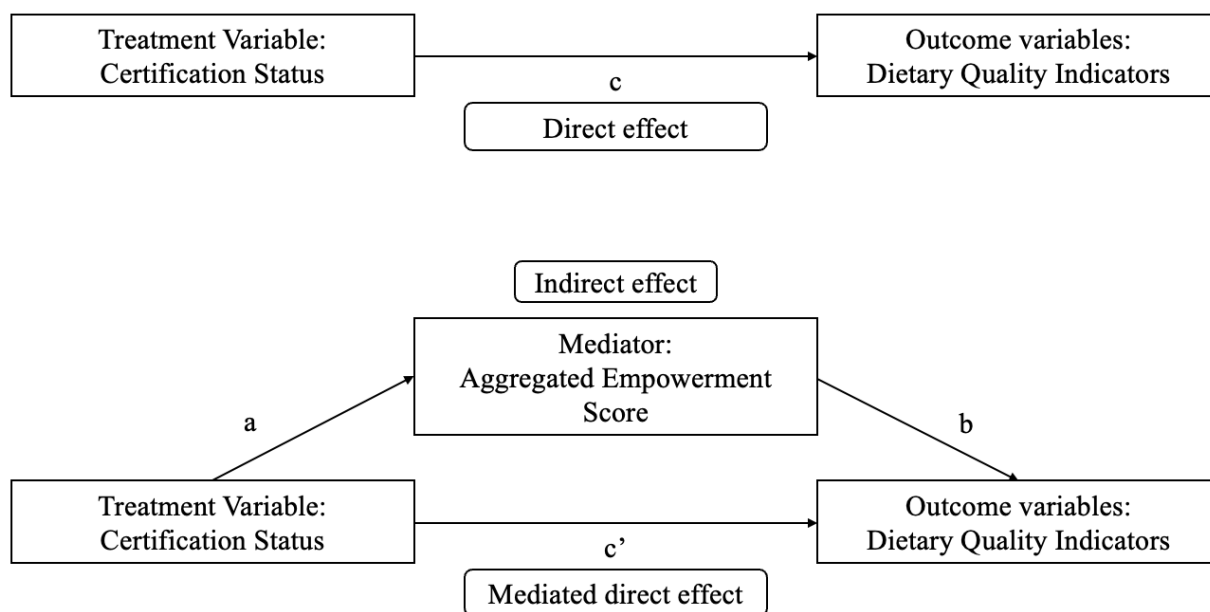 Treatment Variable:
Certification Status
Outcome variables:
Dietary Quality Indicators
c
Direct effect
Indirect effect
Mediator:
Aggregated Empowerment
Score
a
b
Treatment Variable:
Certification Status
Outcome variables:
Dietary Quality Indicators
c’
Mediated direct effect